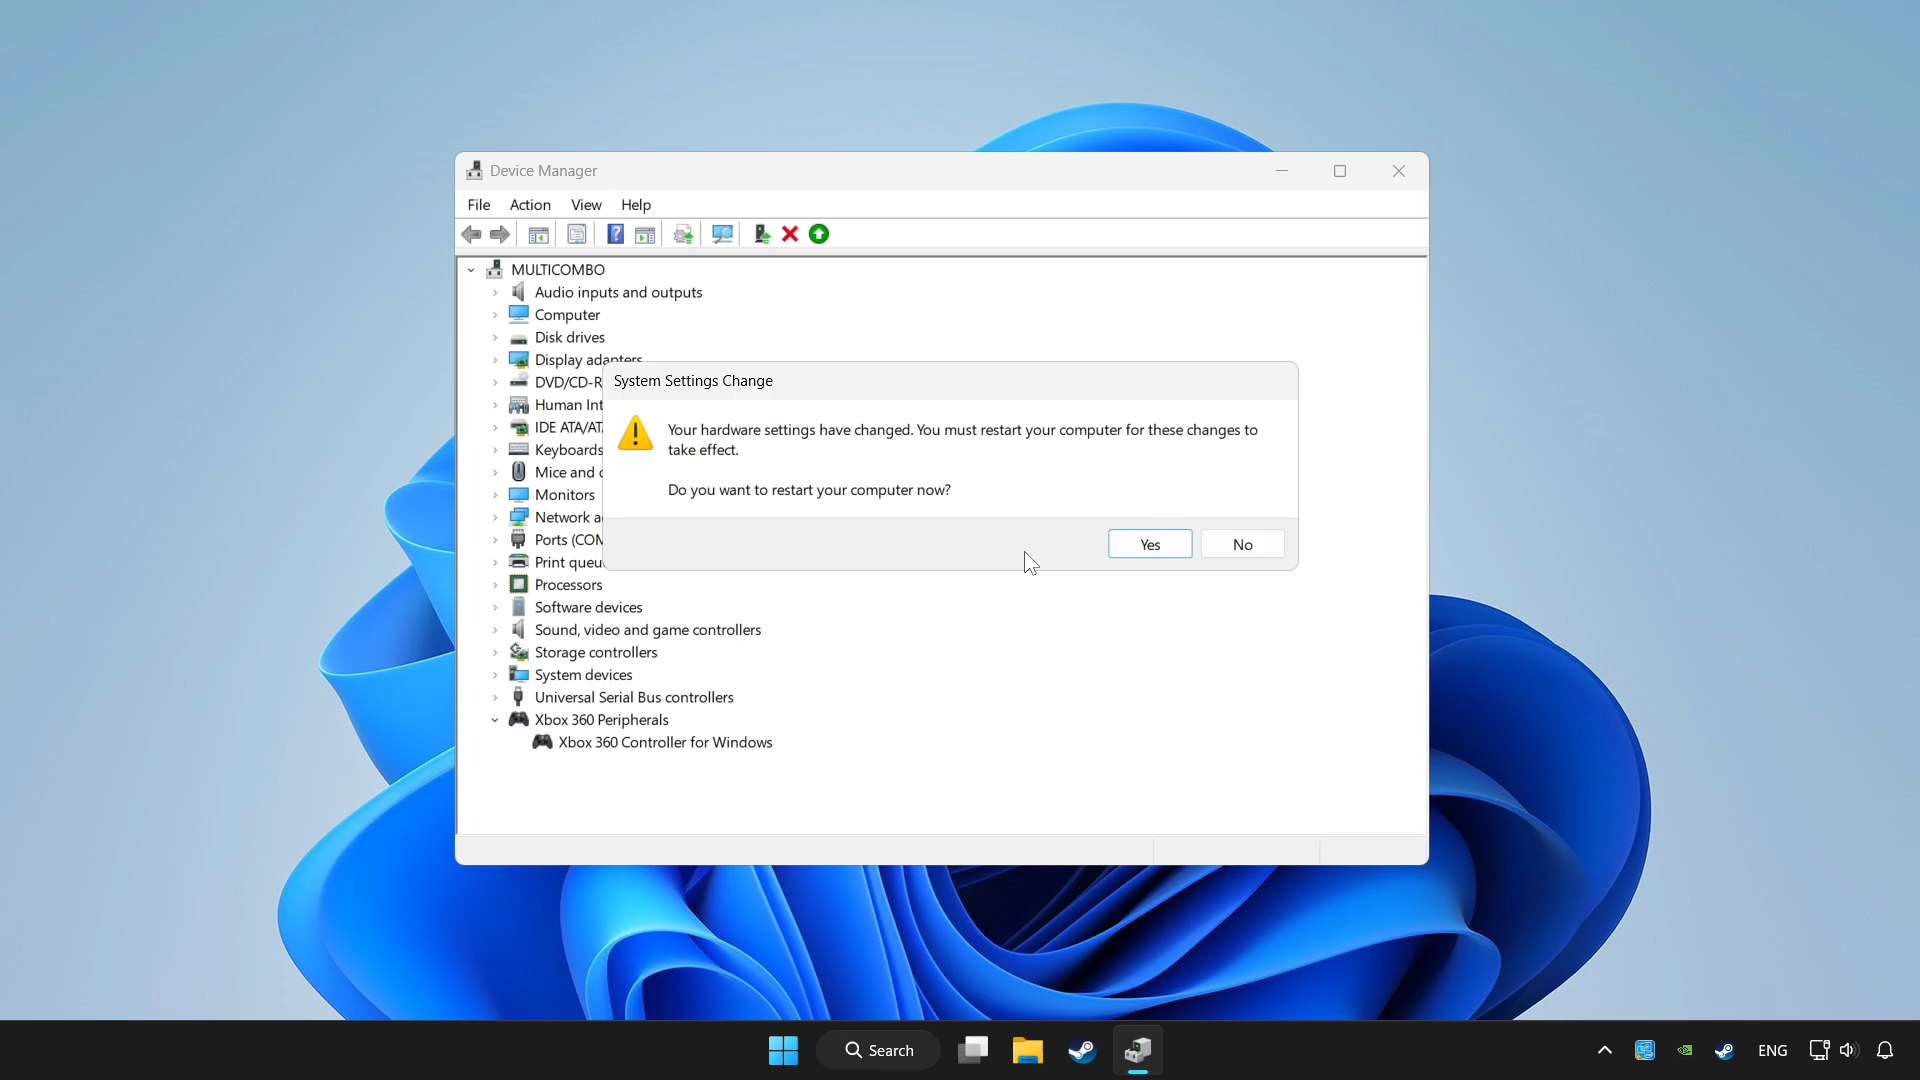 Device Manager
File Action View Help
MULTICOMBO
Audio inputs and outputs
Computer
Disk drives
Display adapters
DVD/CD-R
Human Int
IDE ATA/AT
Keyboards
Mice and
Monitors
Network a
Ports (COM
Print queu
Processors
Software devices
Sound, video and game controllers
Storage controllers
System devices
Universal Serial Bus controllers
Xbox 360 Peripherals
Xbox 360 Controller for Windows
System Settings Change
Your hardware settings have changed. You must restart your computer for these changes to
take effect.
Do you want to restart your computer now?
Yes No
Search
ENG